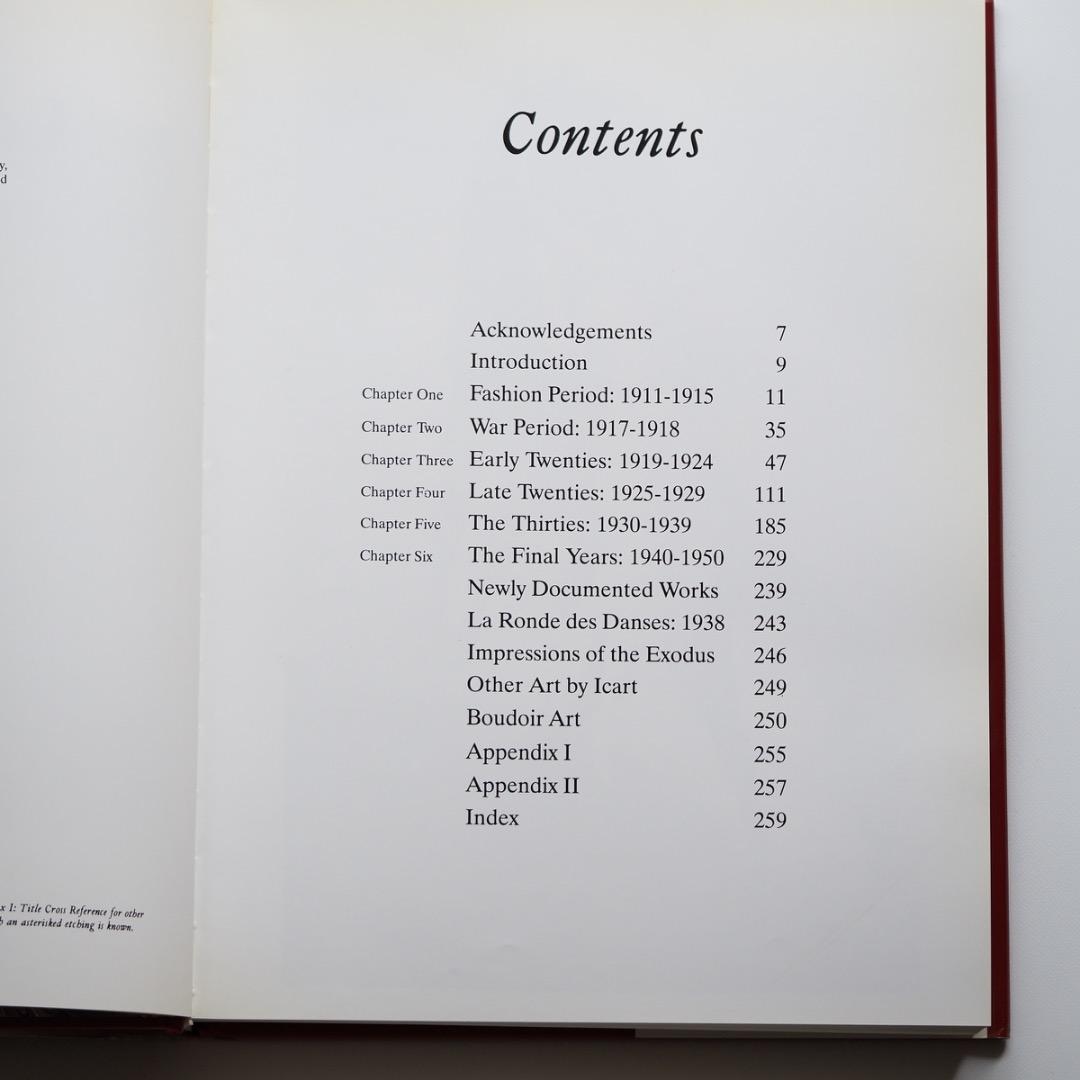 y,
d
x I: Title Cross Reference for other
an asterisked etching is known.
Contents
Acknowledgements 7
Introduction 9
Chapter One Fashion Period: 1911-1915 11
Chapter Two War Period: 1917-1918 35
Chapter Three Early Twenties: 1919-1924 47
Chapter Four Late Twenties: 1925-1929 111
Chapter Five The Thirties: 1930-1939 185
Chapter Six The Final Years: 1940-1950 229
Newly Documented Works 239
La Ronde des Danses: 1938 243
Impressions of the Exodus 246
Other Art by Icart 249
Boudoir Art 250
Appendix I 255
Appendix II 257
Index 259